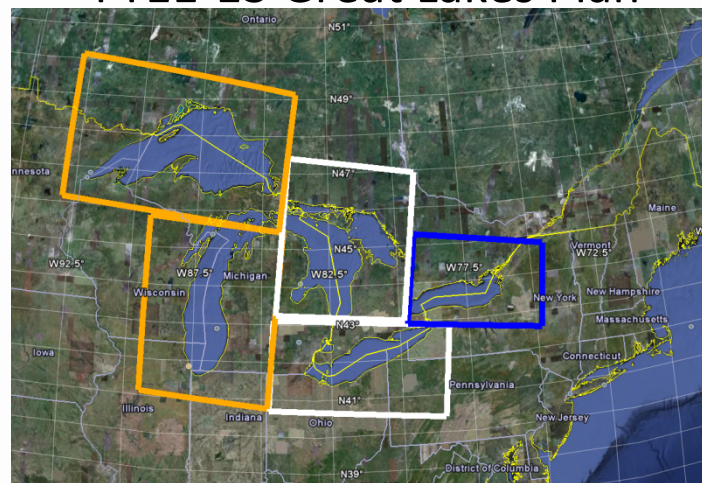 Ontario
N51°
N49°
nnesota
N47°
Maine
N45°
W92.5°
W87.5°
Michigan
W82.5°
W77.5°
Vermont
W72.5°
Wisconsin
New York
New Hampshire
Massachusetts
N43°
Iowa
Connecticut
Pennsylvania
Illinois
N41°
Indiana
Ohio
New Jersey
N39°
District of Columbia